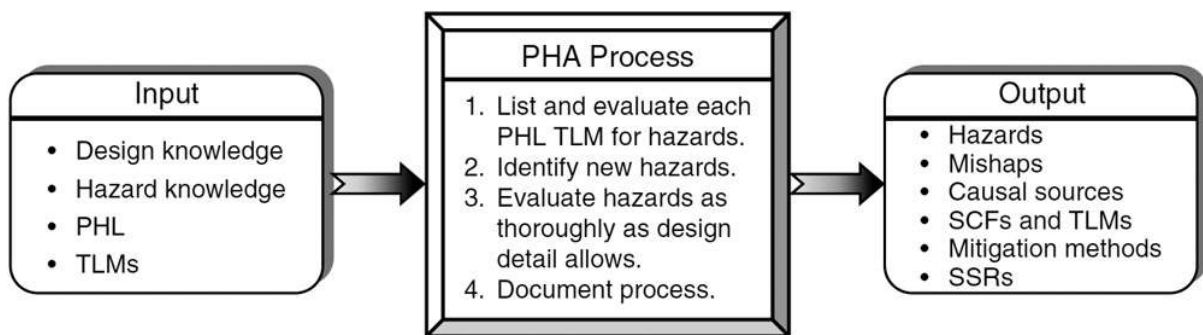 Input
• Design knowledge
• Hazard knowledge
• PHL
• TLMs
PHA Process
1. List and evaluate each
PHL TLM for hazards.
2. Identify new hazards.
3. Evaluate hazards as
thoroughly as design
detail allows.
4. Document process.
Output
• Hazards
• Mishaps
• Causal sources
• SCFs and TLMs
• Mitigation methods
• SSRs